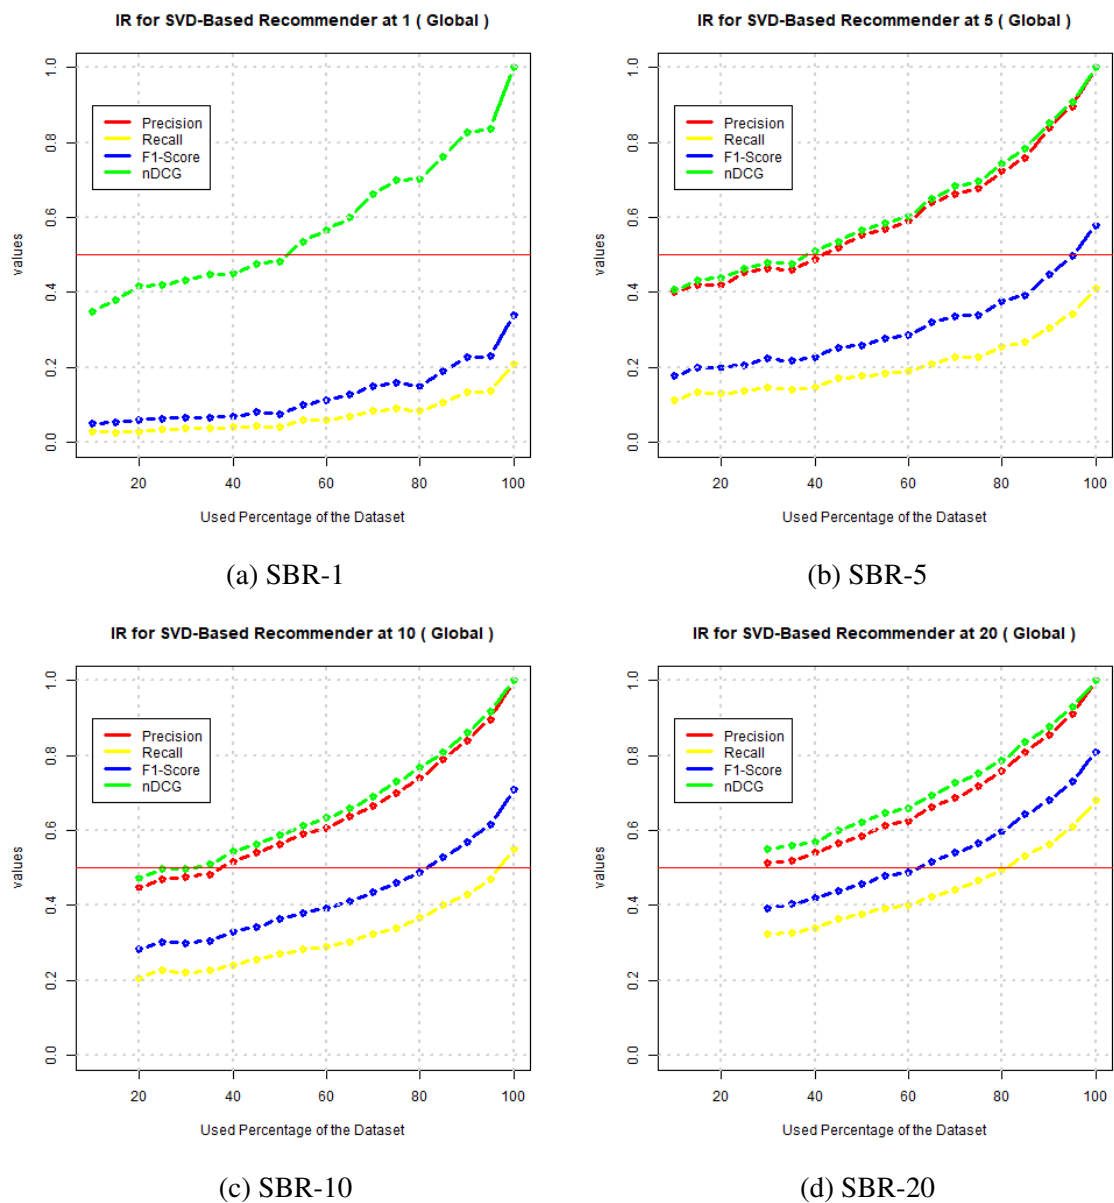 IR for SVD-Based Recommender at 1 ( Global )
values
0.0 0.2 0.4 0.6 0.8 1.0
Precision
Recall
F1-Score
nDCG
20 40 60 80 100
Used Percentage of the Dataset
(a) SBR-1
IR for SVD-Based Recommender at 5 ( Global )
values
0.0 0.2 0.4 0.6 0.8 1.0
Precision
Recall
F1-Score
nDCG
20 40 60 80 100
Used Percentage of the Dataset
(b) SBR-5
IR for SVD-Based Recommender at 10 ( Global )
values
0.0 0.2 0.4 0.6 0.8 1.0
Precision
Recall
F1-Score
nDCG
20 40 60 80 100
Used Percentage of the Dataset
(c) SBR-10
IR for SVD-Based Recommender at 20 ( Global )
values
0.0 0.2 0.4 0.6 0.8 1.0
Precision
Recall
F1-Score
nDCG
20 40 60 80 100
Used Percentage of the Dataset
(d) SBR-20